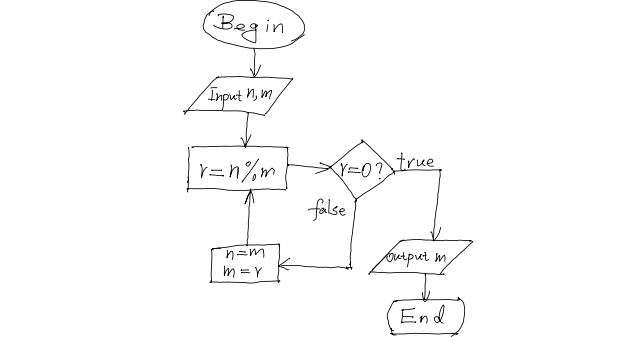 Begin
Input n, m
r=n%m
r=0?
true
false
n=m
m=r
output m
End